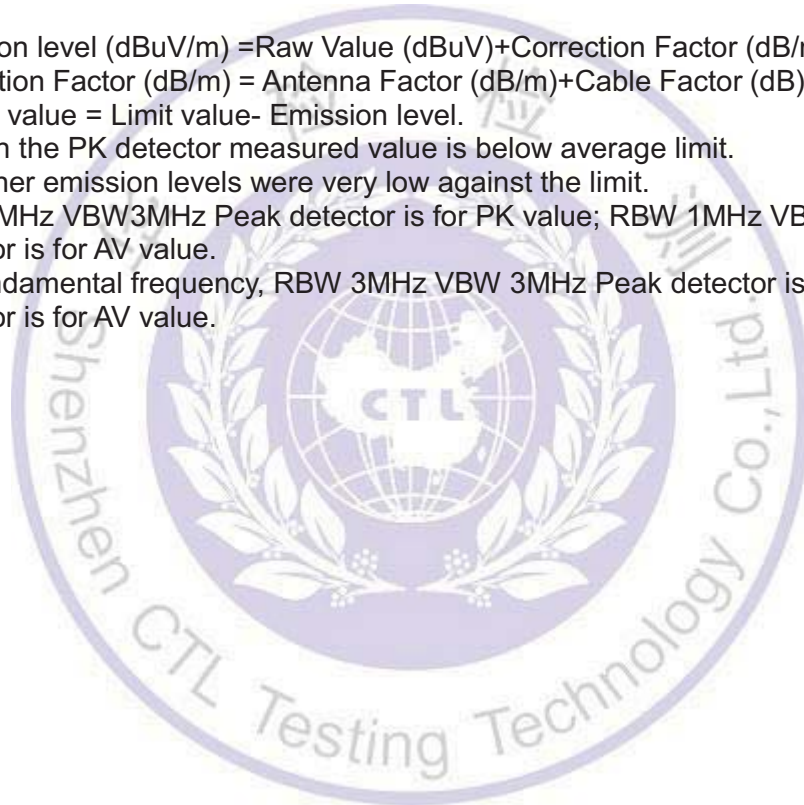 on level (dBuV/m) =Raw Value (dBuV)+Correction Factor (dB/m
tion Factor (dB/m) = Antenna Factor (dB/m)+Cable Factor (dB)
value = Limit value- Emission level.
n the PK detector measured value is below average limit.
her emission levels were very low against the limit.
MHz VBW3MHz Peak detector is for PK value; RBW 1MHz VB
or is for AV value.
ndamental frequency, RBW 3MHz VBW 3MHz Peak detector is
or is for AV value.
检
测
CTL
Shenzhen CTL Testing Technology Co.,Ltd.